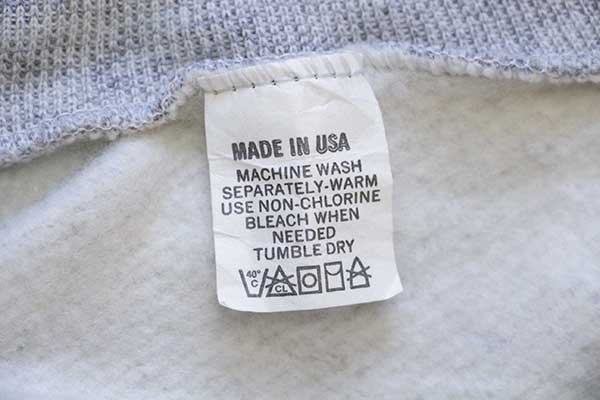 MADE IN USA
MACHINE WASH
SEPARATELY-WARM
USE NON-CHLORINE
BLEACH WHEN
NEEDED
TUMBLE DRY
40°
C CL